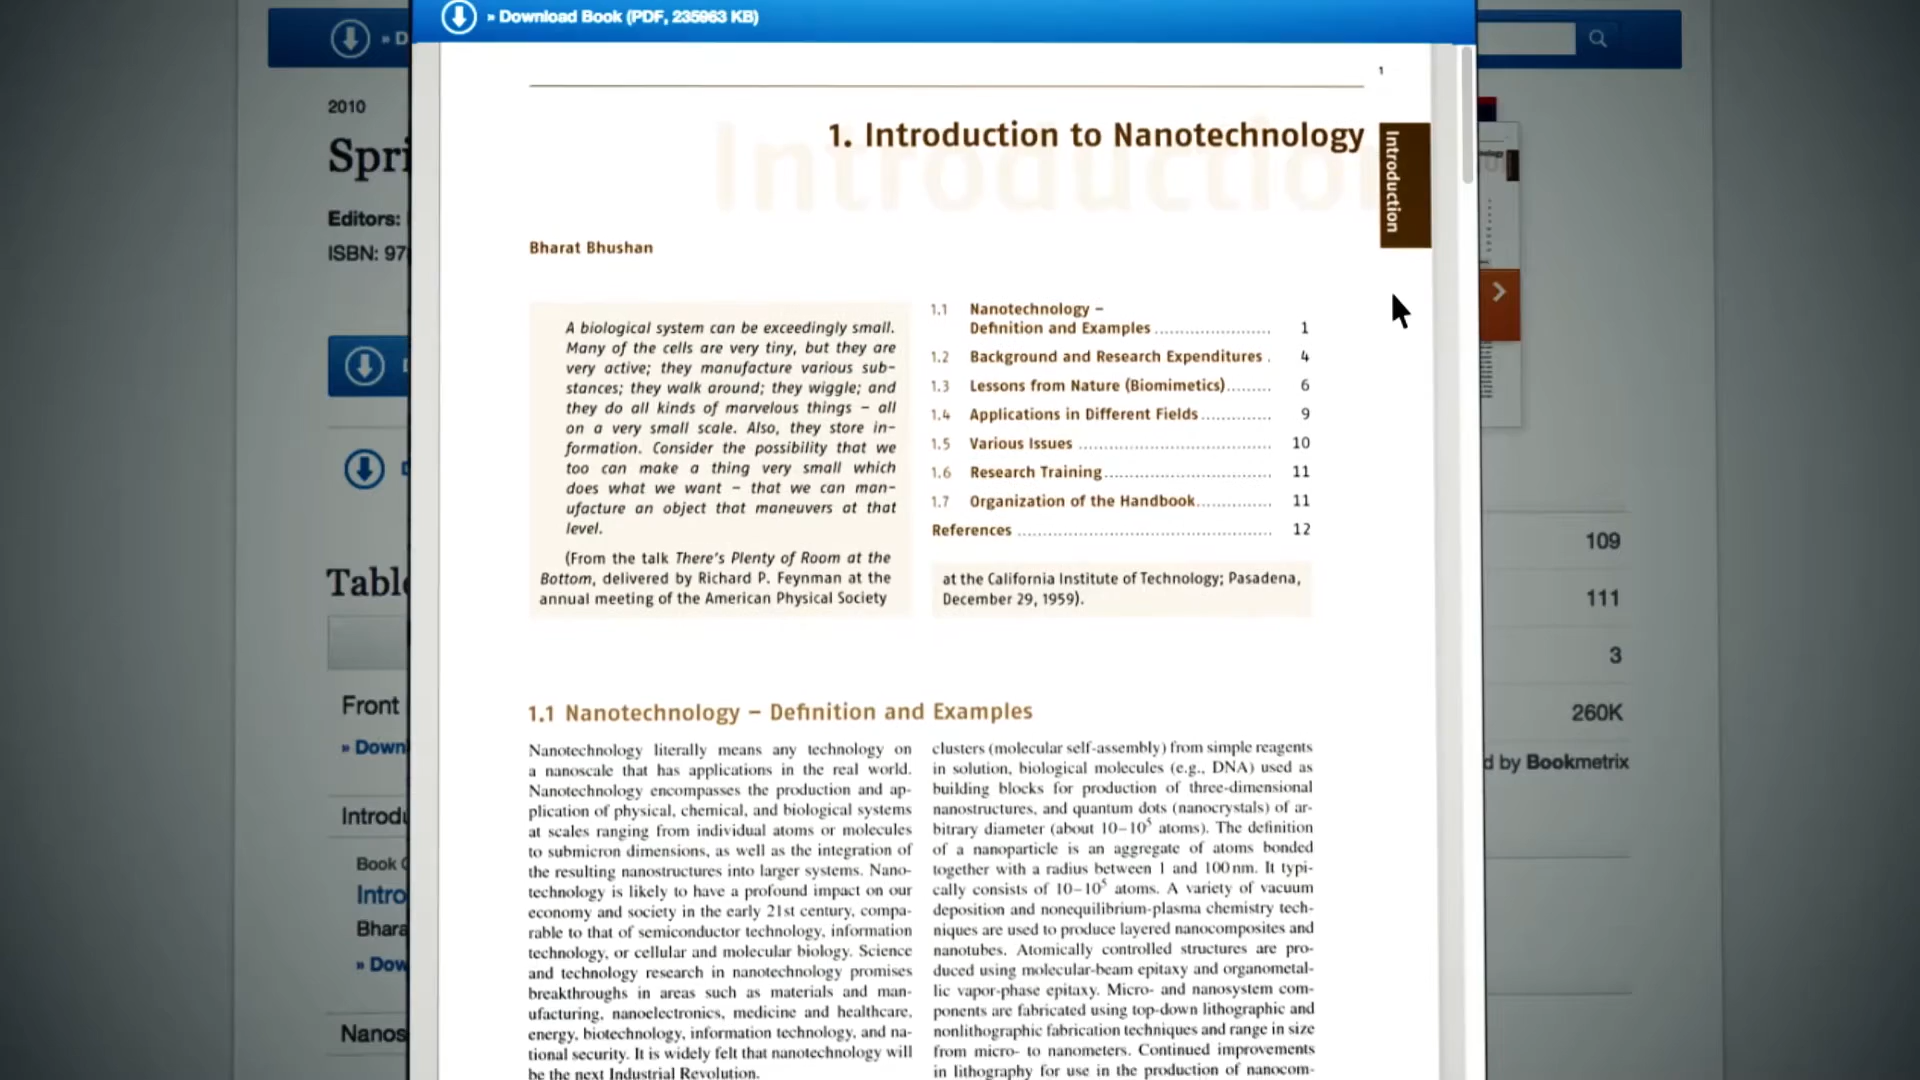 » Download Book (PDF, 235963 KB)
» D
2010
Spri
Editors:
ISBN: 97
Table
Front
» Down
Introdu
Book
Intro
Bhara
» Dow
Nanos
1
1. Introduction to Nanotechnology
Introduction
Introduction
Bharat Bhushan
A biological system can be exceedingly small.
Many of the cells are very tiny, but they are
very active; they manufacture various sub-
stances; they walk around; they wiggle; and
they do all kinds of marvelous things – all
on a very small scale. Also, they store in-
formation. Consider the possibility that we
too can make a thing very small which
does what we want – that we can man-
ufacture an object that maneuvers at that
level.
(From the talk There's Plenty of Room at the
Bottom, delivered by Richard P. Feynman at the
annual meeting of the American Physical Society
1.1 Nanotechnology –
Definition and Examples ..................... 1
1.2 Background and Research Expenditures . 4
1.3 Lessons from Nature (Biomimetics)........ 6
1.4 Applications in Different Fields ............. 9
1.5 Various Issues ................................... 10
1.6 Research Training............................... 11
1.7 Organization of the Handbook.............. 11
References .............................................. 12
at the California Institute of Technology; Pasadena,
December 29, 1959).
1.1 Nanotechnology – Definition and Examples
Nanotechnology literally means any technology on
a nanoscale that has applications in the real world.
Nanotechnology encompasses the production and ap-
plication of physical, chemical, and biological systems
at scales ranging from individual atoms or molecules
to submicron dimensions, as well as the integration of
the resulting nanostructures into larger systems. Nano-
technology is likely to have a profound impact on our
economy and society in the early 21st century, compa-
rable to that of semiconductor technology, information
technology, or cellular and molecular biology. Science
and technology research in nanotechnology promises
breakthroughs in areas such as materials and man-
ufacturing, nanoelectronics, medicine and healthcare,
energy, biotechnology, information technology, and na-
tional security. It is widely felt that nanotechnology will
be the next Industrial Revolution.
clusters (molecular self-assembly) from simple reagents
in solution, biological molecules (e.g., DNA) used as
building blocks for production of three-dimensional
nanostructures, and quantum dots (nanocrystals) of ar-
bitrary diameter (about 10–10⁵ atoms). The definition
of a nanoparticle is an aggregate of atoms bonded
together with a radius between 1 and 100 nm. It typi-
cally consists of 10–10⁵ atoms. A variety of vacuum
deposition and nonequilibrium-plasma chemistry tech-
niques are used to produce layered nanocomposites and
nanotubes. Atomically controlled structures are pro-
duced using molecular-beam epitaxy and organometal-
lic vapor-phase epitaxy. Micro- and nanosystem com-
ponents are fabricated using top-down lithographic and
nonlithographic fabrication techniques and range in size
from micro- to nanometers. Continued improvements
in lithography for use in the production of nanocom-
109
111
3
260K
d by Bookmetrix